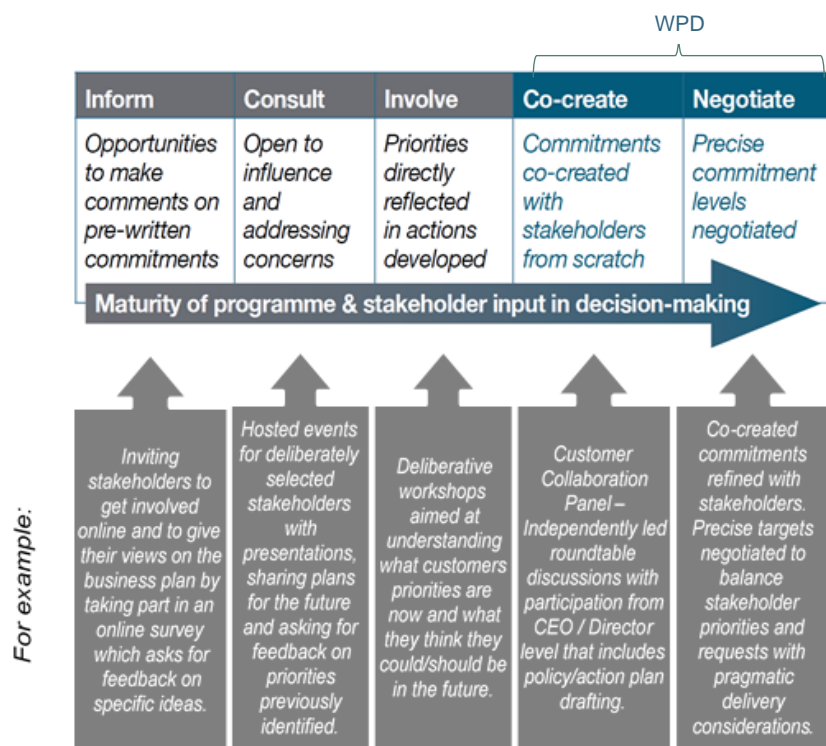 WPD
Inform
Opportunities
to make
comments on
pre-written
commitments
Consult
Open to
influence
and
addressing
concerns
Involve
Priorities
directly
reflected
in actions
developed
Co-create
Commitments
co-created
with
stakeholders
from scratch
Negotiate
Precise
commitment
levels
negotiated
Maturity of programme & stakeholder input in decision-making
For example:
Inviting
stakeholders to
get involved
online and to give
their views on the
business plan by
taking part in an
online survey
which asks for
feedback on
specific ideas.
Hosted events
for deliberately
selected
stakeholders
with
presentations,
sharing plans
for the future
and asking for
feedback on
priorities
previously
identified.
Deliberative
workshops
aimed at
understanding
what customers
priorities are
now and what
they think they
could/should be
in the future.
Customer
Collaboration
Panel –
Independently led
roundtable
discussions with
participation from
CEO / Director
level that includes
policy/action plan
drafting.
Co-created
commitments
refined with
stakeholders.
Precise targets
negotiated to
balance
stakeholder
priorities and
requests with
pragmatic
delivery
considerations.